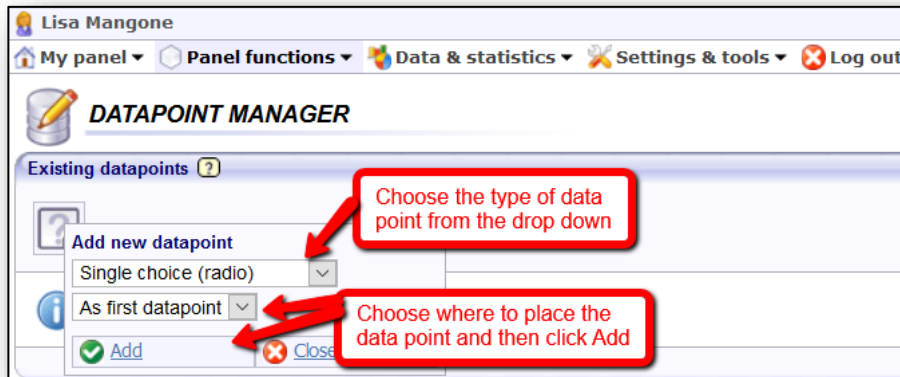 Lisa Mangone
My panel Panel functions Data & statistics Settings & tools Log out
DATAPOINT MANAGER
Existing datapoints ?
Choose the type of data
point from the drop down
Add new datapoint
Single choice (radio)
As first datapoint
Choose where to place the
data point and then click Add
Add Close